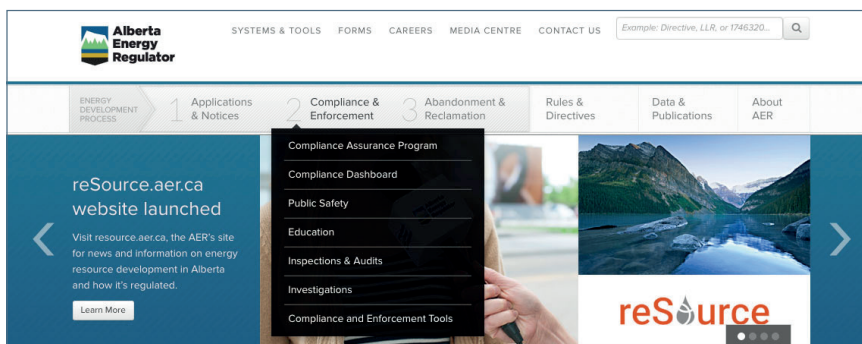 Alberta
Energy
Regulator
SYSTEMS & TOOLS FORMS CAREERS MEDIA CENTRE CONTACT US
Example: Directive, LLR, or 1746320...
ENERGY
DEVELOPMENT
PROCESS
1 Applications
& Notices
2 Compliance &
Enforcement
3 Abandonment &
Reclamation
Rules &
Directives
Data &
Publications
About
AER
Compliance Assurance Program
Compliance Dashboard
Public Safety
Education
Inspections & Audits
Investigations
Compliance and Enforcement Tools
reSource.aer.ca
website launched
Visit resource.aer.ca, the AER's site
for news and information on energy
resource development in Alberta
and how it's regulated.
Learn More
reSource